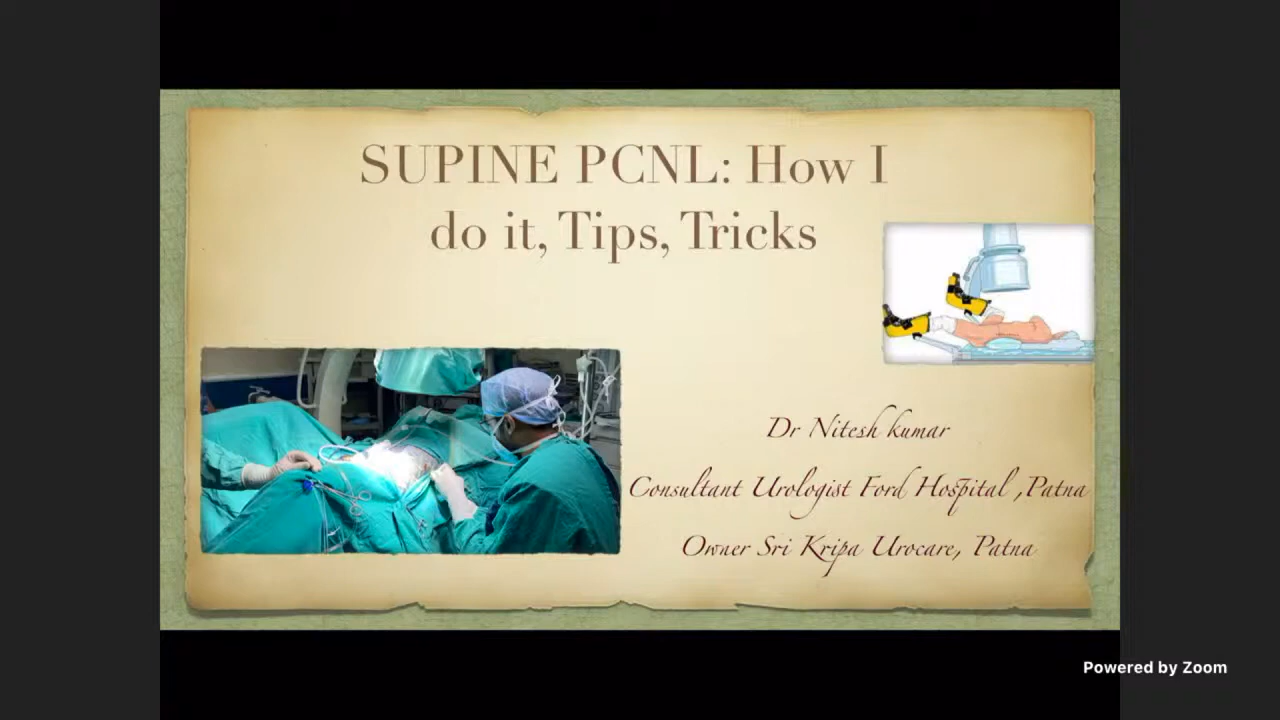 SUPINE PCNL: How I
do it, Tips, Tricks
Dr Nitesh kumar
Consultant Urologist Ford Hospital ,Patna
Owner Sri Kripa Urocare, Patna
Powered by Zoom